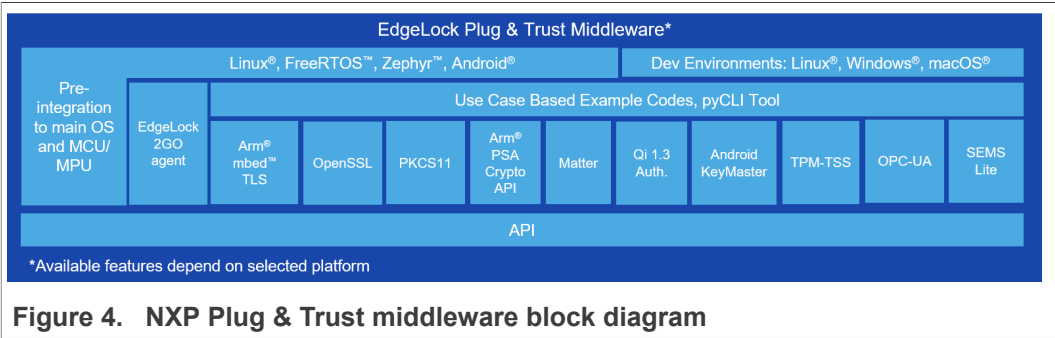 EdgeLock Plug & Trust Middleware*
Linux®, FreeRTOS™, Zephyr™, Android®
Dev Environments: Linux®, Windows®, macOS®
Pre-
integration
to main OS
and MCU/
MPU
Use Case Based Example Codes, pyCLI Tool
EdgeLock
2GO
agent
Arm®
mbed™
TLS
OpenSSL
PKCS11
Arm®
PSA
Crypto
API
Matter
Qi 1.3
Auth.
Android
KeyMaster
TPM-TSS
OPC-UA
SEMS
Lite
API
*Available features depend on selected platform
Figure 4. NXP Plug & Trust middleware block diagram